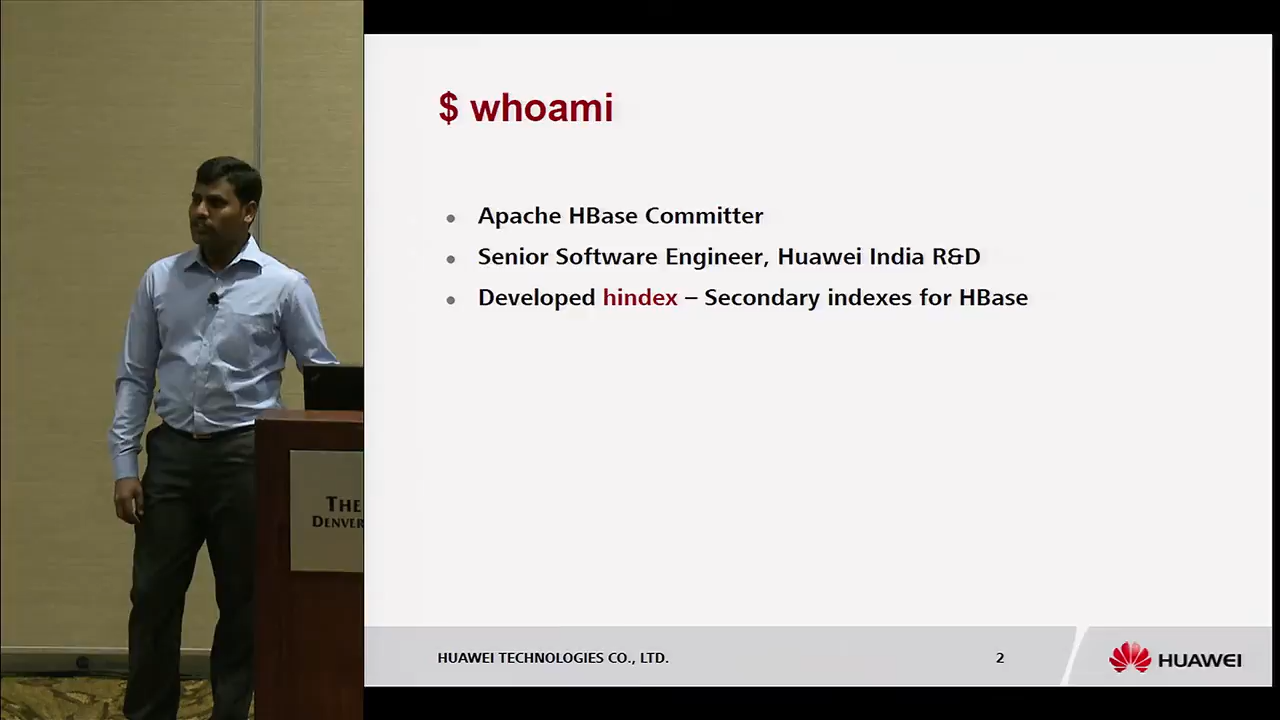 $ whoami
Apache HBase Committer
Senior Software Engineer, Huawei India R&D
Developed hindex – Secondary indexes for HBase
THE
DENVER
HUAWEI TECHNOLOGIES CO., LTD.
2
HUAWEI